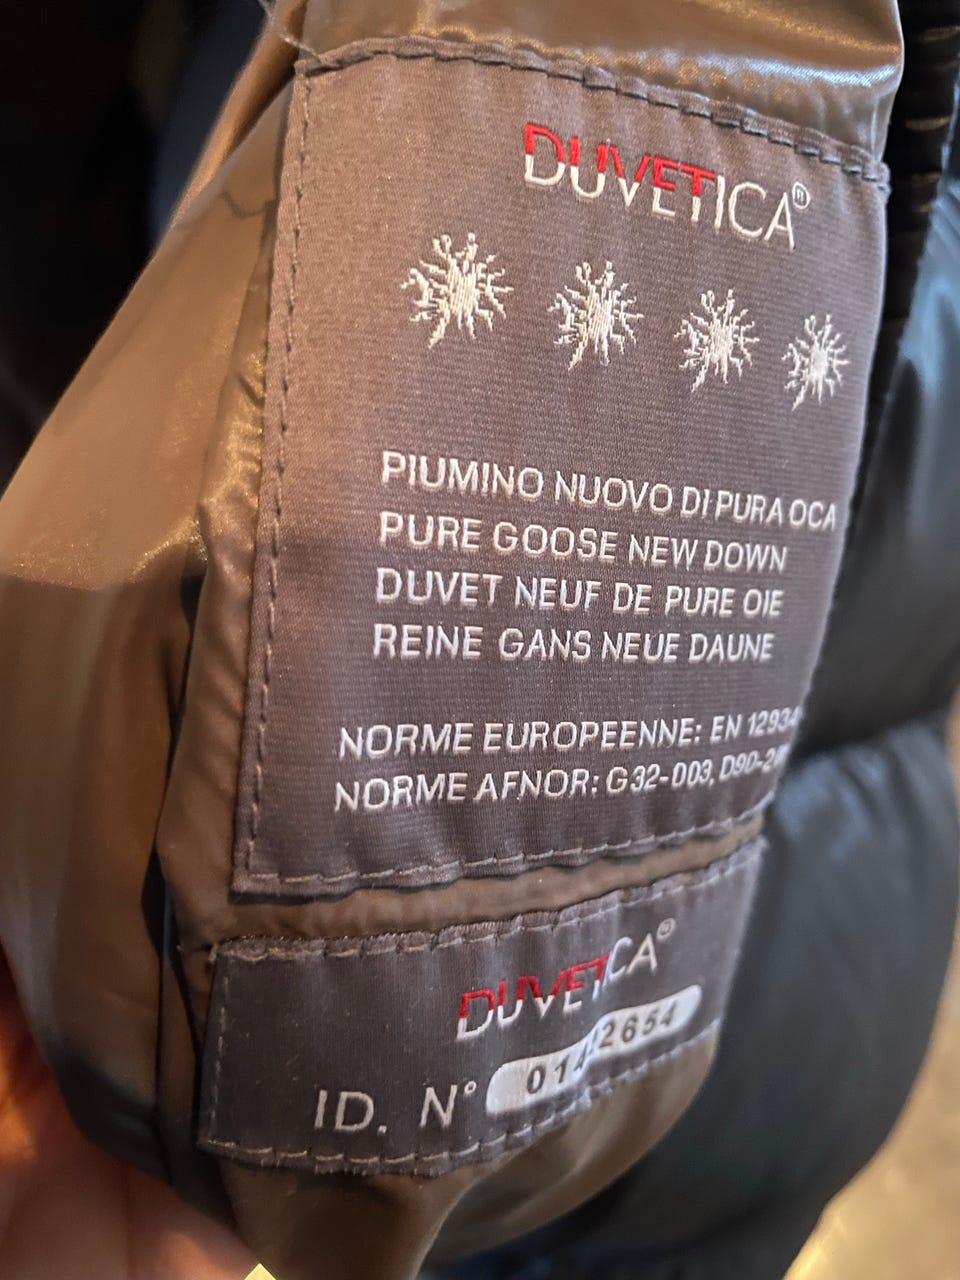 DUVETICA®
PIUMINO NUOVO DI PURA OCA
PURE GOOSE NEW DOWN
DUVET NEUF DE PURE OIE
REINE GANS NEUE DAUNE
NORME EUROPEENNE: EN 12934
NORME AFNOR: G32-003,
DUVETICA®
ID. N°